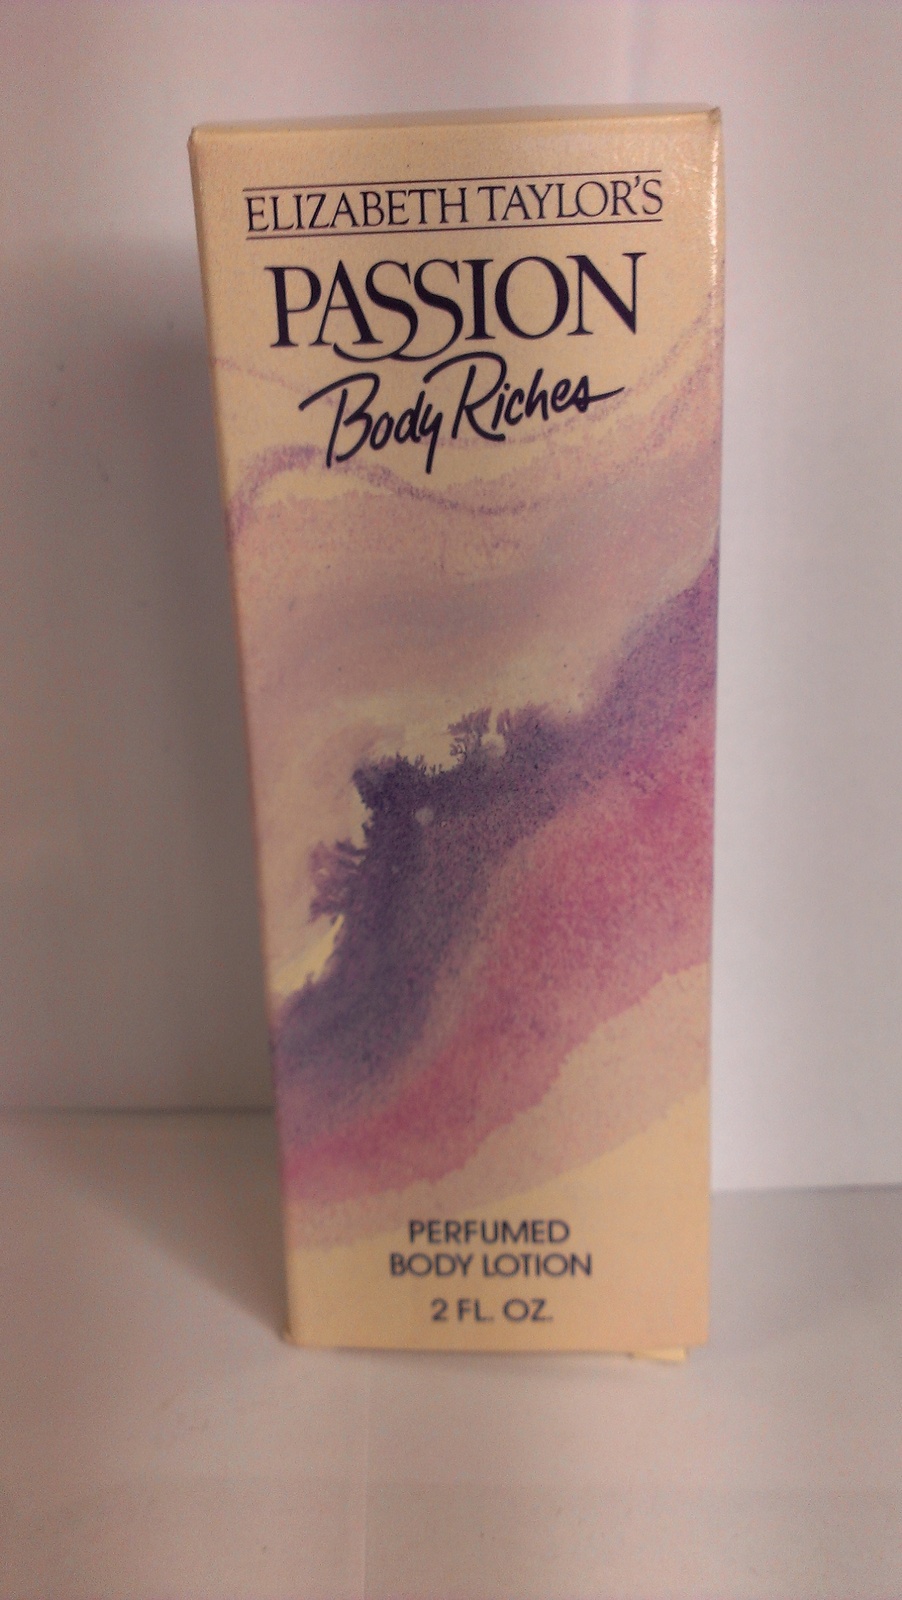 ELIZABETH TAYLOR'S
PASSION
Body Riches
PERFUMED
BODY LOTION
2 FL. OZ.